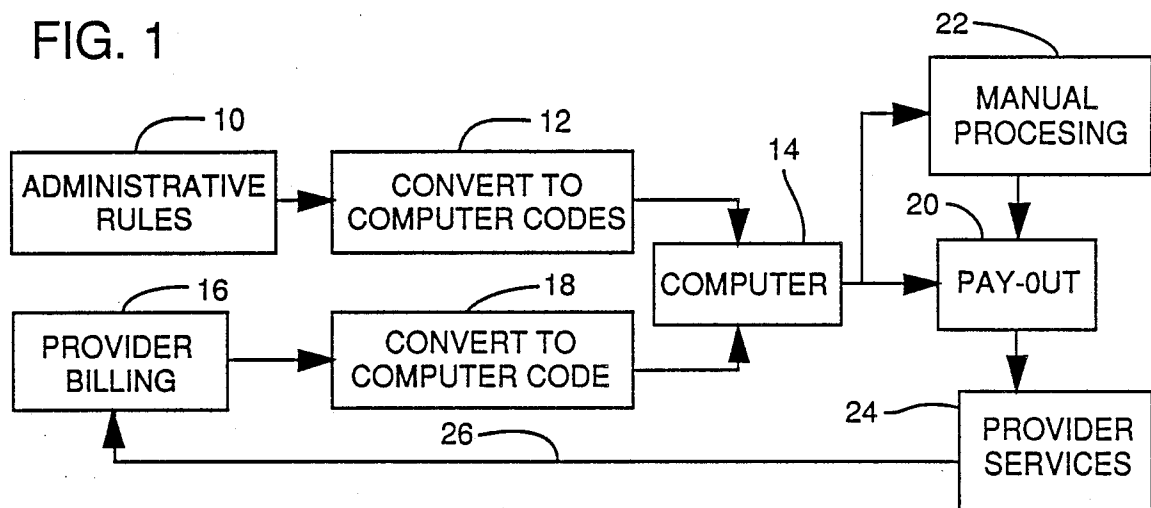 FIG. 1
22
MANUAL
PROCESING
10
ADMINISTRATIVE
RULES
12
CONVERT TO
COMPUTER CODES
14
COMPUTER
20
PAY-0UT
16
PROVIDER
BILLING
18
CONVERT TO
COMPUTER CODE
24
PROVIDER
SERVICES
26